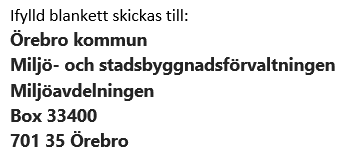 Ifylld blankett skickas till:
Örebro kommun
Miljö- och stadsbyggnadsförvaltningen
Miljöavdelningen
Box 33400
701 35 Örebro